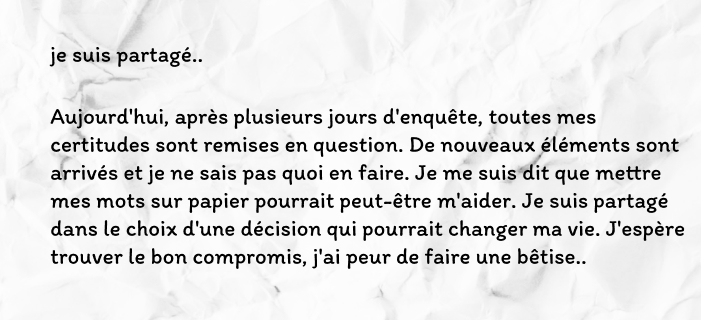 je suis partagé..
Aujourd'hui, après plusieurs jours d'enquête, toutes mes
certitudes sont remises en question. De nouveaux éléments sont
arrivés et je ne sais pas quoi en faire. Je me suis dit que mettre
mes mots sur papier pourrait peut-être m'aider. Je suis partagé
dans le choix d'une décision qui pourrait changer ma vie. J'espère
trouver le bon compromis, j'ai peur de faire une bêtise..